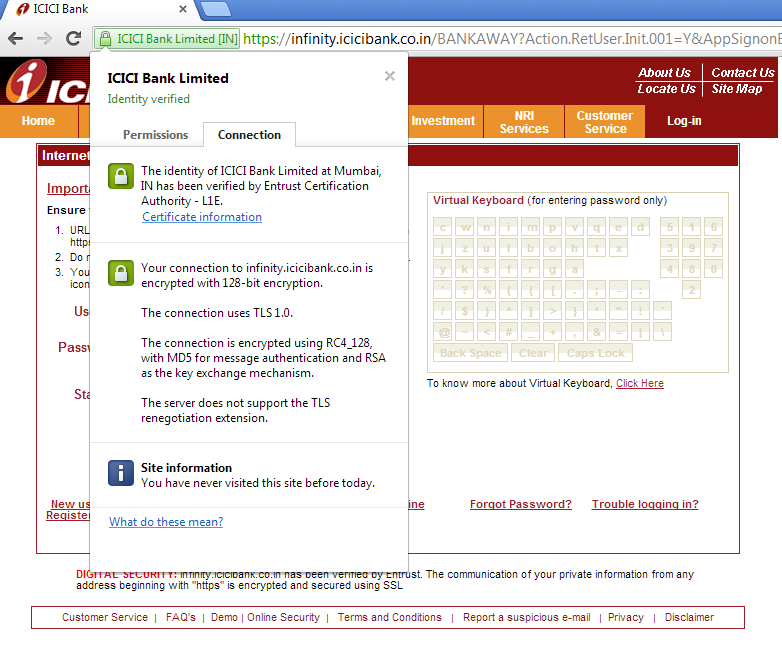 ICICI Bank
ICICI Bank Limited [IN] https://infinity.icicibank.co.in/BANKAWAY?Action.RetUser.Init.001=Y&AppSignonB
ICICI Bank Limited
Identity verified
Permissions Connection
The identity of ICICI Bank Limited at Mumbai,
IN has been verified by Entrust Certification
Authority - L1E.
Certificate information
Your connection to infinity.icicibank.co.in is
encrypted with 128-bit encryption.
The connection uses TLS 1.0.
The connection is encrypted using RC4_128,
with MD5 for message authentication and RSA
as the key exchange mechanism.
The server does not support the TLS
renegotiation extension.
Site information
You have never visited this site before today.
What do these mean?
About Us | Contact Us
Locate Us | Site Map
Home Investment NRI Services Customer Service Log-in
Internet
Importa
Ensure
1. URL
https
2. Do n
3. You
icon
Us
Passw
Sta
New us
Register
Virtual Keyboard (for entering password only)
c w n i m p v q e d 5 1 6
j z u l b o h t x 3 9 7
y k s f r g a 4 8 0
' ? % ( { [ . ; - : 2
/ $ ) ^ ] > } * " ! `
@ ~ < # _ + , & = | \
Back Space Clear Caps Lock
To know more about Virtual Keyboard, Click Here
ine Forgot Password? Trouble logging in?
DIGITAL SECURITY: infinity.icicibank.co.in has been verified by Entrust. The communication of your private information from any
address beginning with "https" is encrypted and secured using SSL
Customer Service | FAQ's | Demo | Online Security | Terms and Conditions | Report a suspicious e-mail | Privacy | Disclaimer